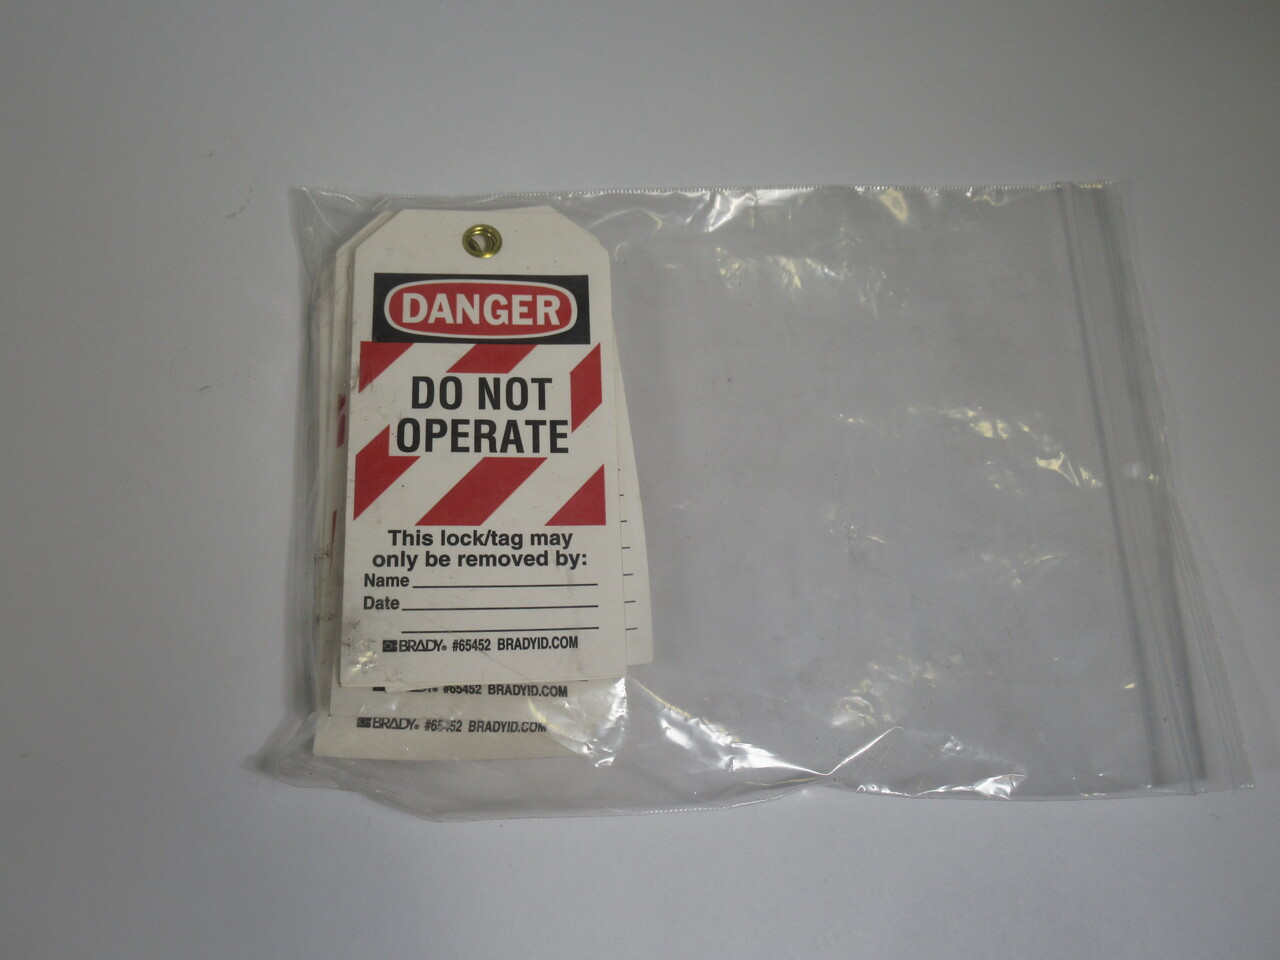 DANGER
DO NOT
OPERATE
This lock/tag may
only be removed by:
Name
Date
BRADY® #65452 BRADYID.COM
#65452 BRADYID.COM
BRADY® #65452 BRADYID.COM